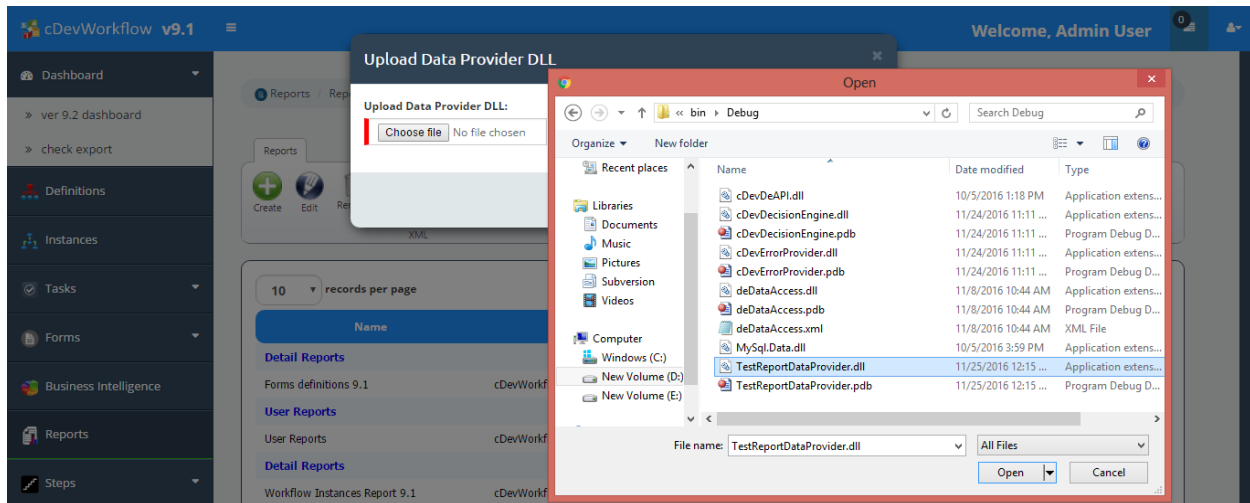 cDevWorkflow v9.1
Welcome, Admin User
0
Dashboard
» ver 9.2 dashboard
» check export
Definitions
Instances
Tasks
Forms
Business Intelligence
Reports
Steps
Reports / Rep
Reports
Create Edit Re
XML
10 records per page
Name
Detail Reports
Forms definitions 9.1 cDevWorkf
User Reports
User Reports cDevWorkf
Detail Reports
Workflow Instances Report 9.1 cDevWorkf
Upload Data Provider DLL
×
Upload Data Provider DLL:
Choose file No file chosen
Open
« bin Debug
Search Debug
Organize New folder
Recent places
Libraries
Documents
Music
Pictures
Subversion
Videos
Computer
Windows (C:)
New Volume (D:)
New Volume (E:)
Name Date modified Type
cDevDeAPI.dll 10/5/2016 1:18 PM Application extens...
cDevDecisionEngine.dll 11/24/2016 11:11 ... Application extens...
cDevDecisionEngine.pdb 11/24/2016 11:11 ... Program Debug D...
cDevErrorProvider.dll 11/24/2016 11:11 ... Application extens...
cDevErrorProvider.pdb 11/24/2016 11:11 ... Program Debug D...
deDataAccess.dll 11/8/2016 10:44 AM Application extens...
deDataAccess.pdb 11/8/2016 10:44 AM Program Debug D...
deDataAccess.xml 11/8/2016 10:44 AM XML File
MySql.Data.dll 10/5/2016 3:59 PM Application extens...
TestReportDataProvider.dll 11/25/2016 12:15 ... Application extens...
TestReportDataProvider.pdb 11/25/2016 12:15 ... Program Debug D...
File name: TestReportDataProvider.dll
All Files
Open
Cancel